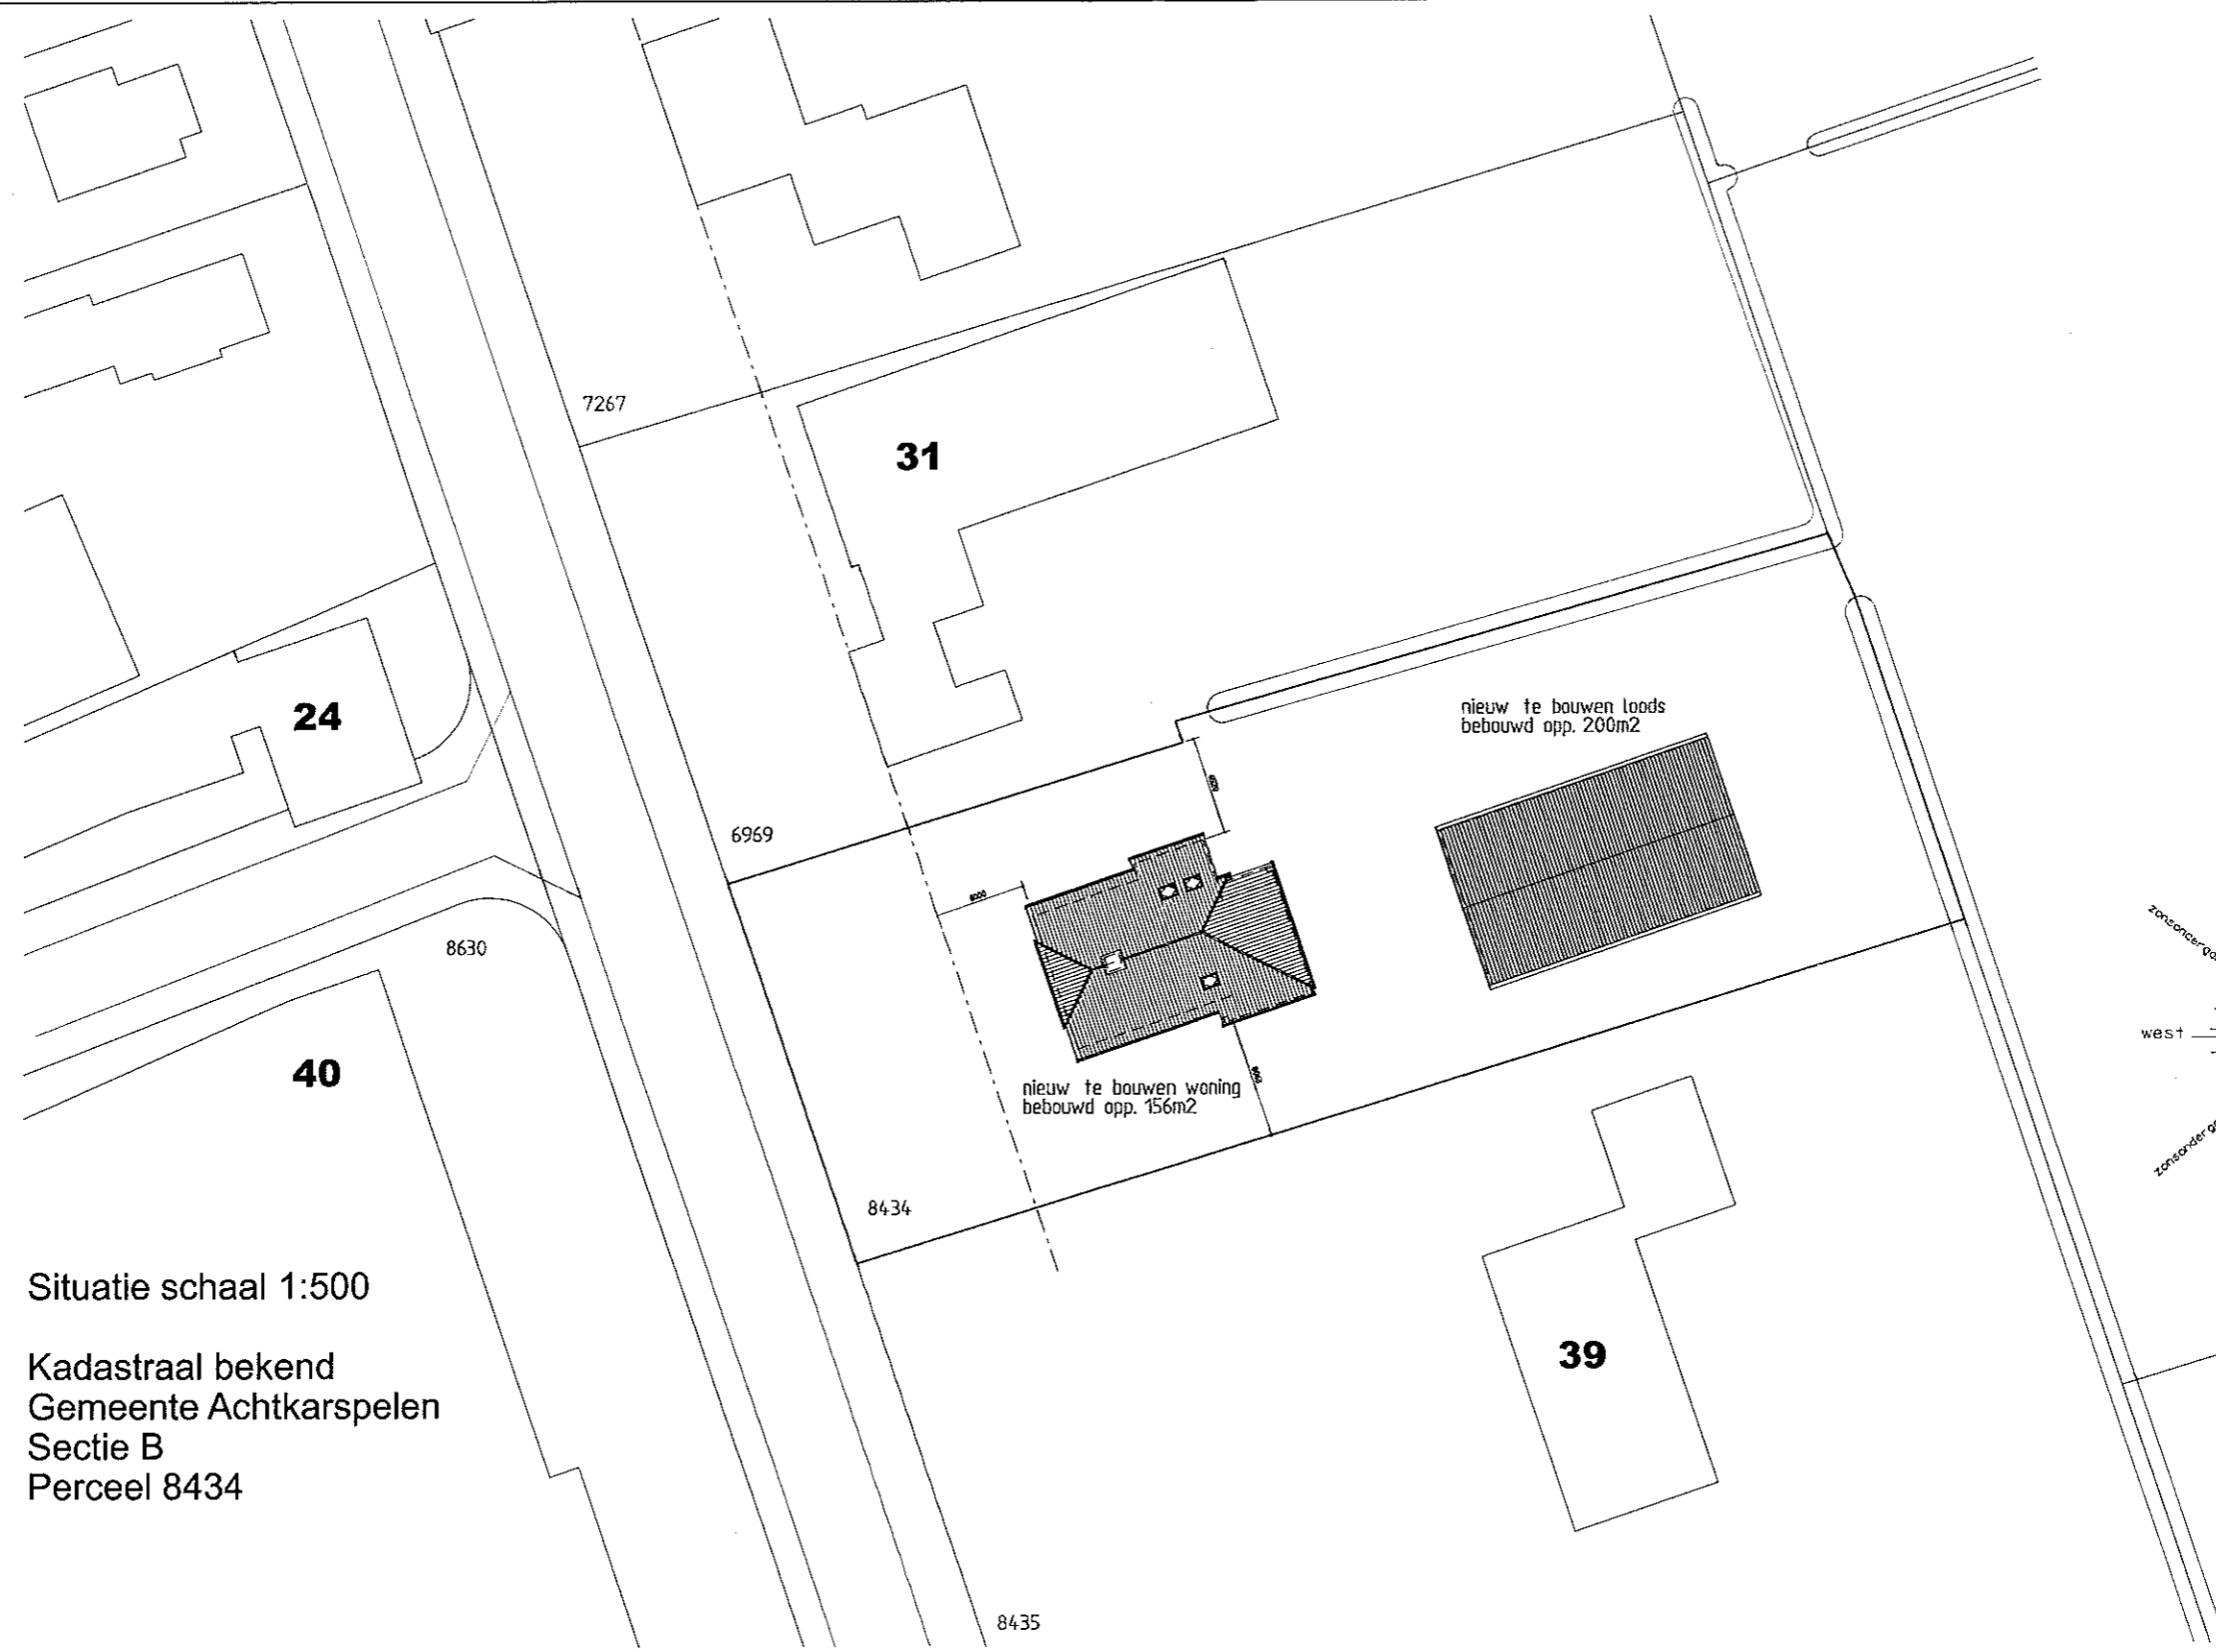 7267
31
24
nieuw te bouwen loods
bebouwd opp. 200m2
6969
8630
6000
west
40
nieuw te bouwen woning
bebouwd opp. 156m2
8434
Situatie schaal 1:500
Kadastraal bekend
Gemeente Achtkarspelen
Sectie B
Perceel 8434
39
8435